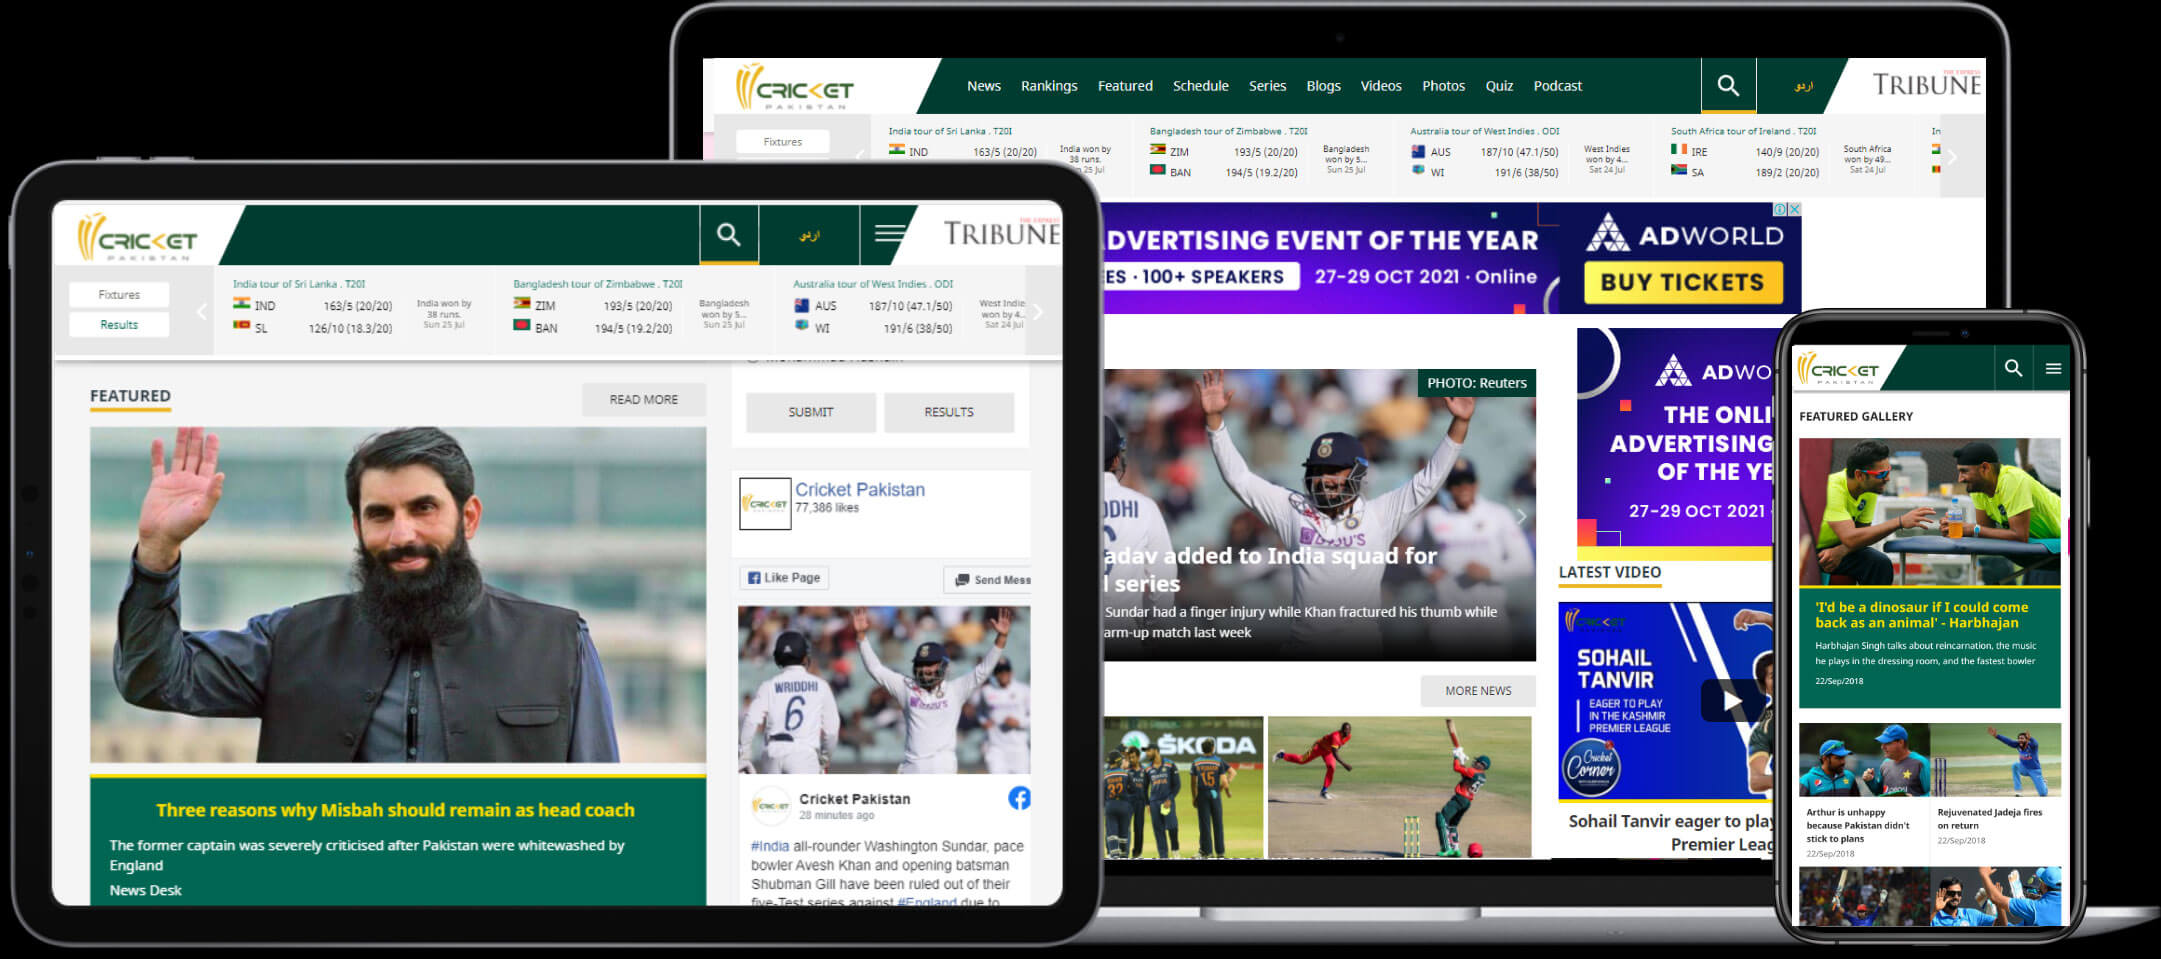 CRICKET
PAKISTAN
News Rankings Featured Schedule Series Blogs Videos Photos Quiz Podcast
اردو
THE EXPRESS
TRIBUNE
Fixtures
India tour of Sri Lanka . T20I
IND 163/5 (20/20)
India won by
38 runs.
25 Jul
Bangladesh tour of Zimbabwe . T20I
ZIM 193/5 (20/20)
BAN 194/5 (19.2/20)
Bangladesh
won by 5...
Sun 25 Jul
Australia tour of West Indies . ODI
AUS 187/10 (47.1/50)
WI 191/6 (38/50)
West Indies
won by 4...
Sat 24 Jul
South Africa tour of Ireland . T20I
IRE 140/9 (20/20)
SA 189/2 (20/20)
South Africa
won by 49...
Sat 24 Jul
In
DVERTISING EVENT OF THE YEAR
ES · 100+ SPEAKERS
27-29 OCT 2021 · Online
ADWORLD
BUY TICKETS
PHOTO: Reuters
DHI
BYJU'S
adav added to India squad for
series
Sundar had a finger injury while Khan fractured his thumb while
arm-up match last week
MORE NEWS
ŠKODA
32
15
ADWO
THE ONLI
ADVERTISING
OF THE YE
27-29 OCT 2021
LATEST VIDEO
CRICKET
SOHAIL
TANVIR
EAGER TO PLAY
IN THE KASHMIR
PREMIER LEAGUE
Cricket
Corner
Sohail Tanvir eager to play
Premier Leag
CRICKET
PAKISTAN
اردو
THE EXPRESS
TRIBUNE
Fixtures
Results
India tour of Sri Lanka . T20I
IND 163/5 (20/20)
SL 126/10 (18.3/20)
India won by
38 runs.
Sun 25 Jul
Bangladesh tour of Zimbabwe . T20I
ZIM 193/5 (20/20)
BAN 194/5 (19.2/20)
Bangladesh
won by 5...
Sun 25 Jul
Australia tour of West Indies . ODI
AUS 187/10 (47.1/50)
WI 191/6 (38/50)
West Indie
won by 4...
Sat 24 Jul
FEATURED
READ MORE
Three reasons why Misbah should remain as head coach
The former captain was severely criticised after Pakistan were whitewashed by
England
News Desk
SUBMIT
RESULTS
CRICKET
Cricket Pakistan
77,386 likes
Like Page
Send Mess
WRIDDHI
6
CRICKET
Cricket Pakistan
28 minutes ago
#India all-rounder Washington Sundar, pace
bowler Avesh Khan and opening batsman
Shubman Gill have been ruled out of their
five-Test series against #England due to
CRICKET
PAKISTAN
FEATURED GALLERY
'I'd be a dinosaur if I could come
back as an animal' - Harbhajan
Harbhajan Singh talks about reincarnation, the music
he plays in the dressing room, and the fastest bowler
22/Sep/2018
pepsi
Arthur is unhappy
because Pakistan didn't
stick to plans
22/Sep/2018
Rejuvenated Jadeja fires
on return
22/Sep/2018